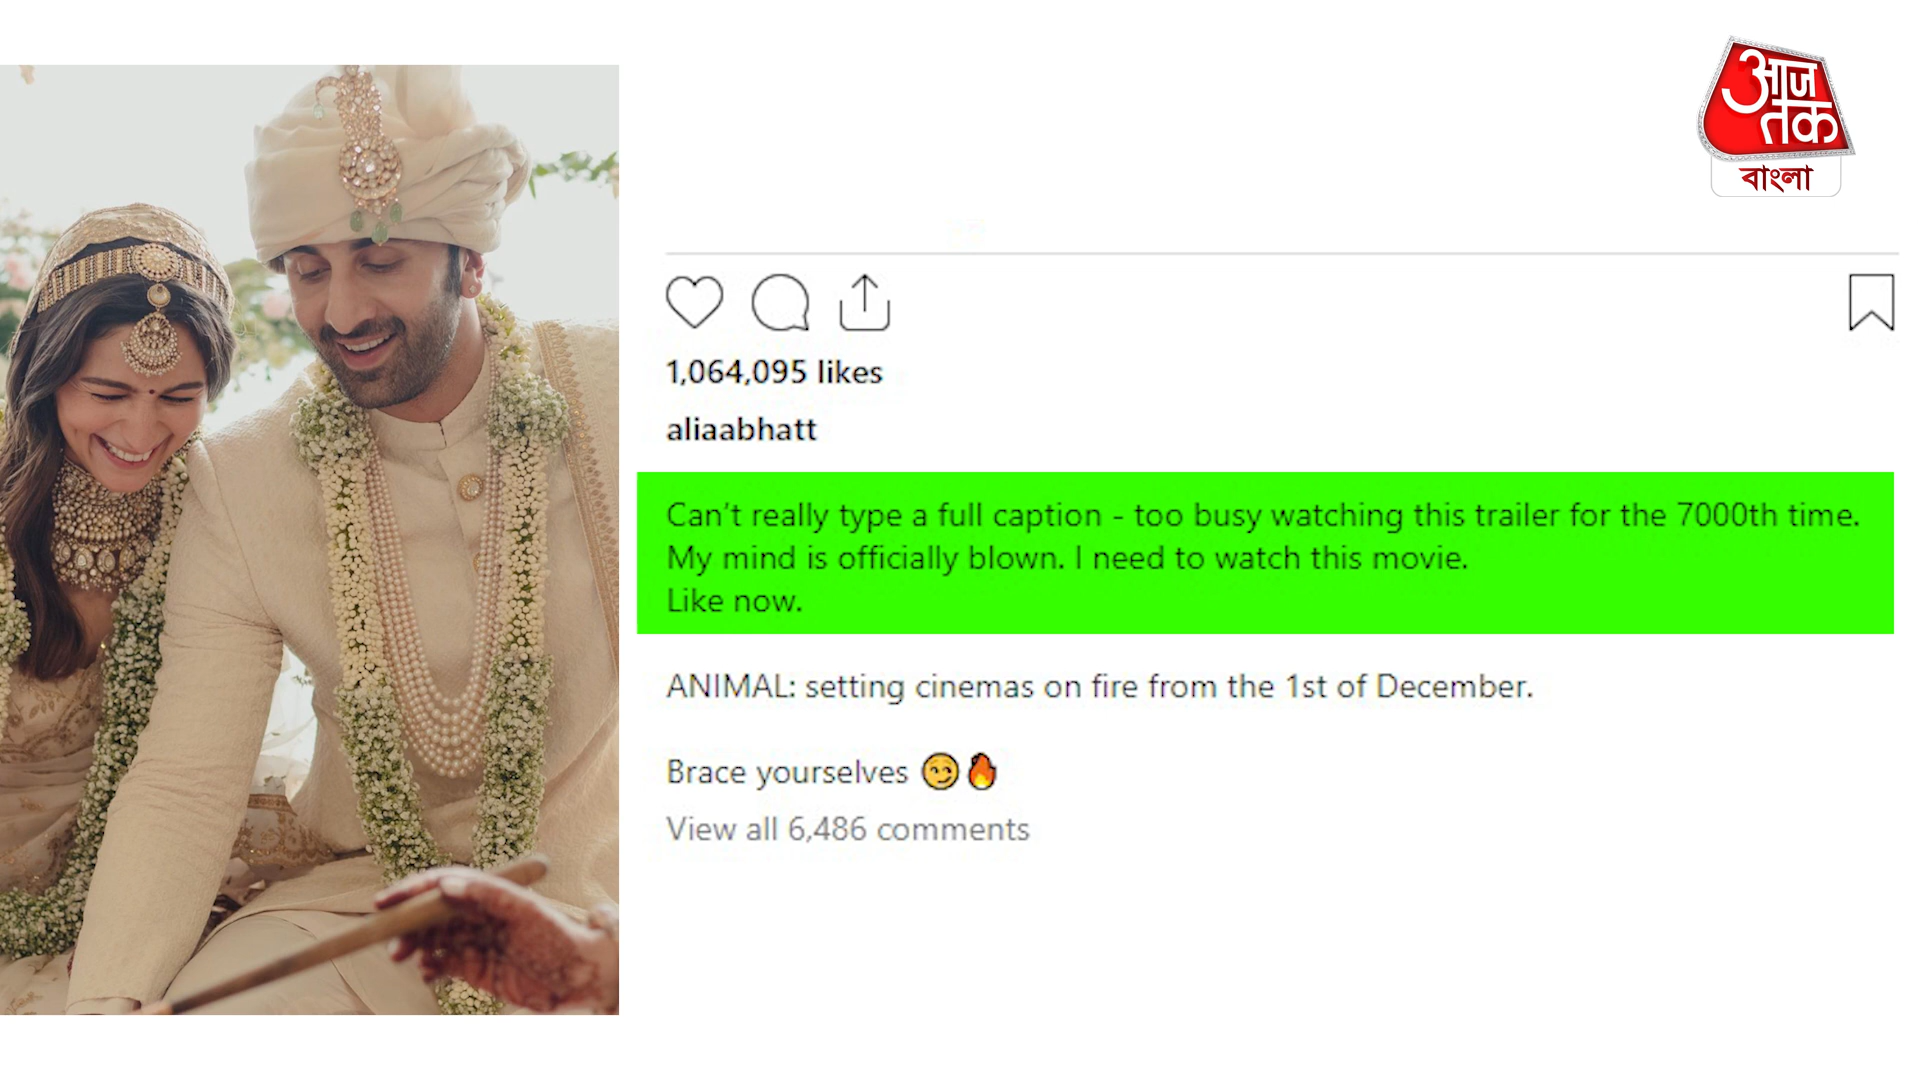 आज
तक
বাংলা
1,064,095 likes
aliaabhatt
Can't really type a full caption - too busy watching this trailer for the 7000th time.
My mind is officially blown. I need to watch this movie.
Like now.
ANIMAL: setting cinemas on fire from the 1st of December.
Brace yourselves 😏🔥
View all 6,486 comments